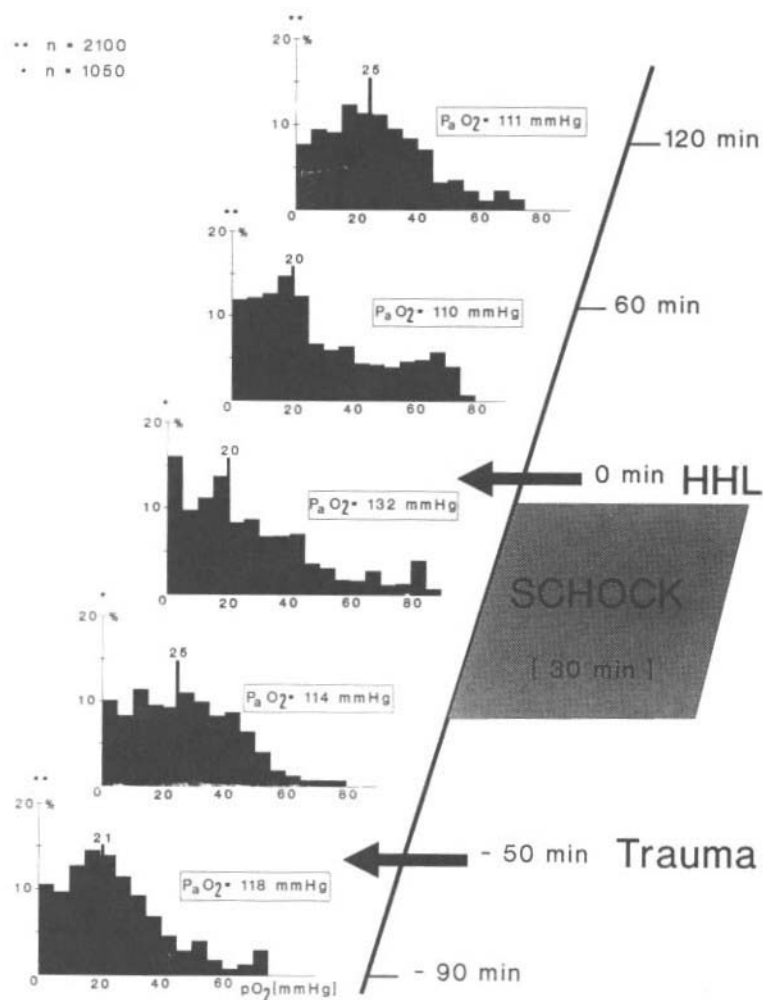 •• n = 2100
• n = 1050
••
20 %
25
10
PaO2= 111 mmHg
0 20 40 60 80
120 min
••
20 %
20
10
PaO2= 110 mmHg
0 20 40 60 80
60 min
•
20 %
20
10
PaO2= 132 mmHg
0 20 40 60 80
0 min HHL
SCHOCK
[ 30 min ]
•
20 %
25
10
PaO2= 114 mmHg
0 20 40 60 80
••
20 %
21
10
PaO2= 118 mmHg
0 20 40 60 80
pO2[mmHg]
- 50 min Trauma
- 90 min